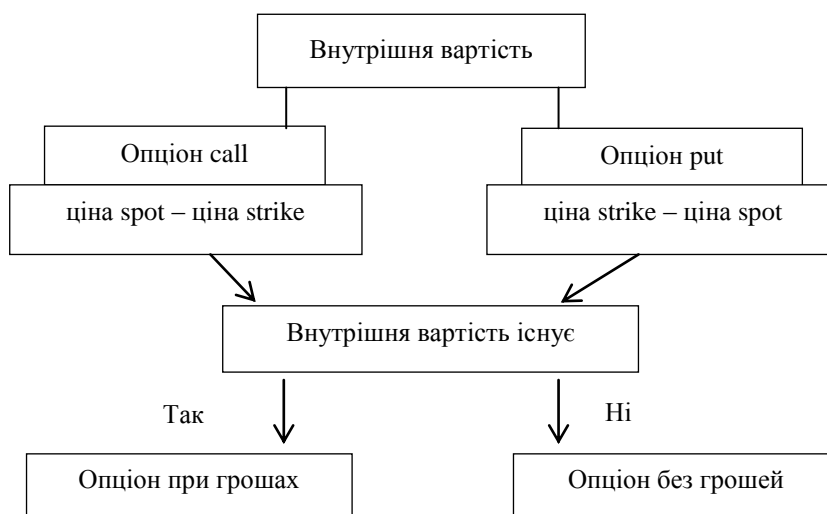 Внутрішня вартість
Опціон call
Опціон put
ціна spot – ціна strike
ціна strike – ціна spot
Внутрішня вартість існує
Так
Ні
Опціон при грошах
Опціон без грошей